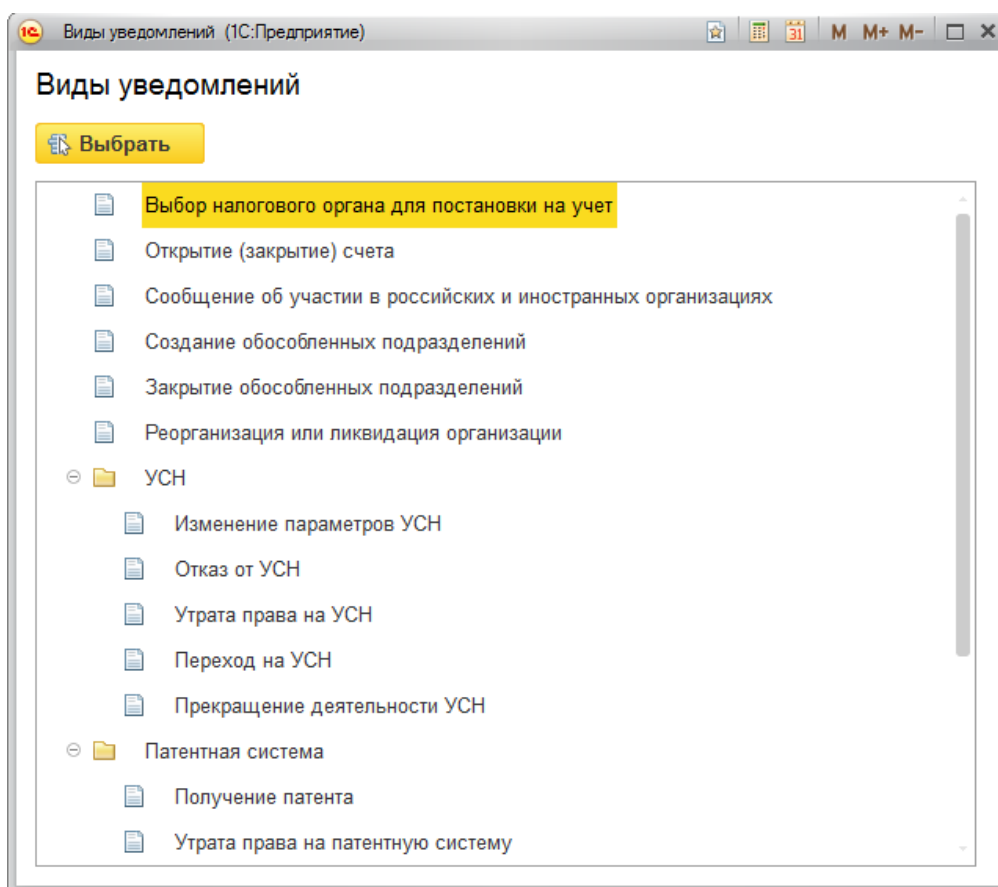 1С Виды уведомлений (1С:Предприятие) 31 M M+ M-
Виды уведомлений
Выбрать
Выбор налогового органа для постановки на учет
Открытие (закрытие) счета
Сообщение об участии в российских и иностранных организациях
Создание обособленных подразделений
Закрытие обособленных подразделений
Реорганизация или ликвидация организации
УСН
Изменение параметров УСН
Отказ от УСН
Утрата права на УСН
Переход на УСН
Прекращение деятельности УСН
Патентная система
Получение патента
Утрата права на патентную систему